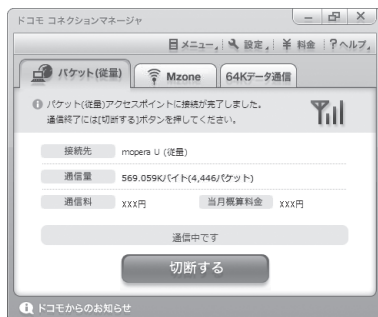 ドコモ コネクションマネージャ
メニュー 設定 料金 ?ヘルプ
パケット(従量) Mzone 64Kデータ通信
パケット(従量)アクセスポイントに接続が完了しました。
通信終了には[切断する]ボタンを押してください。
接続先 mopera U (従量)
通信量 569.059Kバイト(4,446パケット)
通信料 xxx円 当月概算料金 xxx円
通信中です
切断する
ドコモからのお知らせ